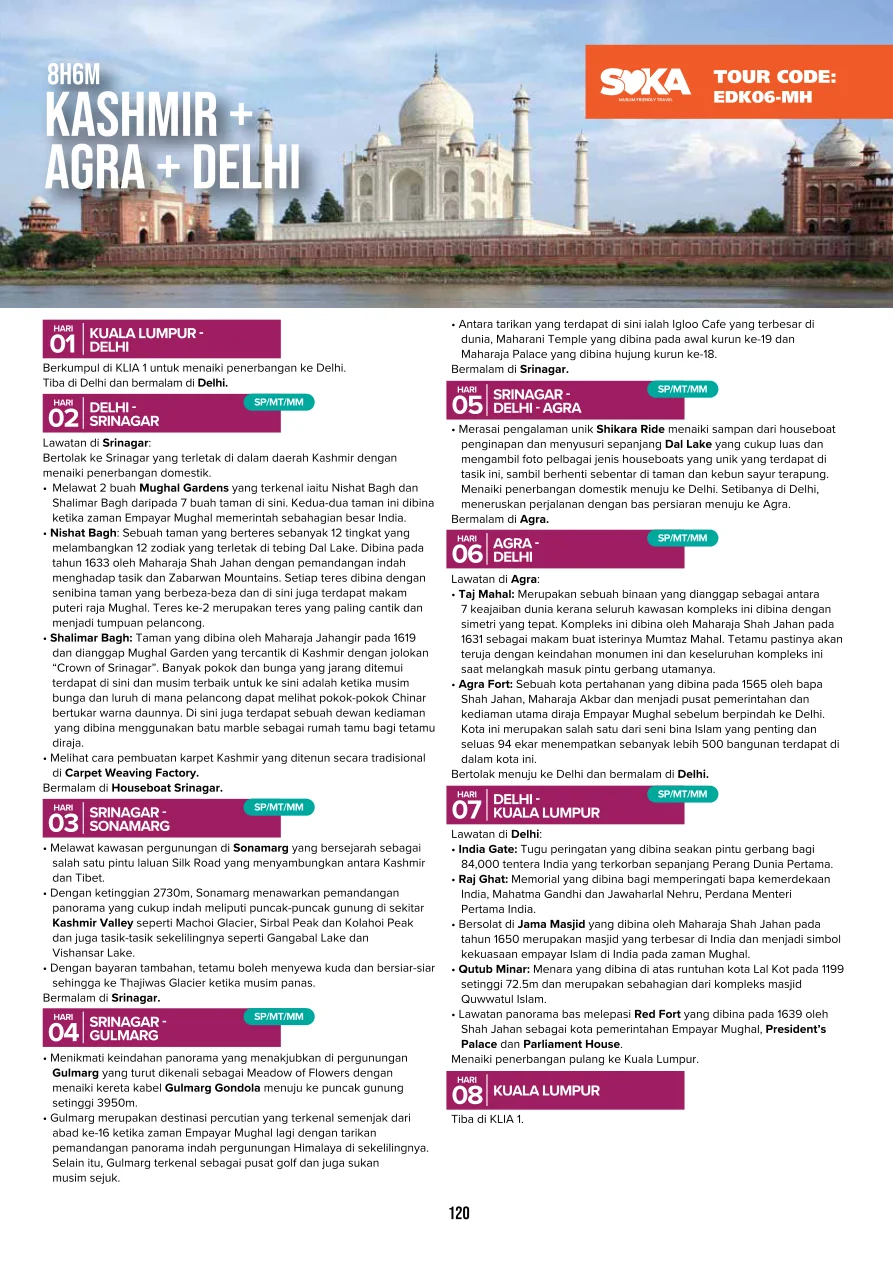 8H6M
KASHMIR +
AGRA + DELHI
SOKA
MUSLIM FRIENDLY TRAVEL
TOUR CODE:
EDK06-MH
HARI
01
KUALA LUMPUR -
DELHI
Berkumpul di KLIA 1 untuk menaiki penerbangan ke Delhi.
Tiba di Delhi dan bermalam di Delhi.
HARI
02
DELHI -
SRINAGAR
SP/MT/MM
Lawatan di Srinagar:
Bertolak ke Srinagar yang terletak di dalam daerah Kashmir dengan
menaiki penerbangan domestik.
• Melawat 2 buah Mughal Gardens yang terkenal iaitu Nishat Bagh dan
Shalimar Bagh daripada 7 buah taman di sini. Kedua-dua taman ini dibina
ketika zaman Empayar Mughal memerintah sebahagian besar India.
• Nishat Bagh: Sebuah taman yang berteres sebanyak 12 tingkat yang
melambangkan 12 zodiak yang terletak di tebing Dal Lake. Dibina pada
tahun 1633 oleh Maharaja Shah Jahan dengan pemandangan indah
menghadap tasik dan Zabarwan Mountains. Setiap teres dibina dengan
senibina taman yang berbeza-beza dan di sini juga terdapat makam
puteri raja Mughal. Teres ke-2 merupakan teres yang paling cantik dan
menjadi tumpuan pelancong.
• Shalimar Bagh: Taman yang dibina oleh Maharaja Jahangir pada 1619
dan dianggap Mughal Garden yang tercantik di Kashmir dengan jolokan
“Crown of Srinagar”. Banyak pokok dan bunga yang jarang ditemui
terdapat di sini dan musim terbaik untuk ke sini adalah ketika musim
bunga dan luruh di mana pelancong dapat melihat pokok-pokok Chinar
bertukar warna daunnya. Di sini juga terdapat sebuah dewan kediaman
yang dibina menggunakan batu marble sebagai rumah tamu bagi tetamu
diraja.
• Melihat cara pembuatan karpet Kashmir yang ditenun secara tradisional
di Carpet Weaving Factory.
Bermalam di Houseboat Srinagar.
HARI
03
SRINAGAR -
SONAMARG
SP/MT/MM
• Melawat kawasan pergunungan di Sonamarg yang bersejarah sebagai
salah satu pintu laluan Silk Road yang menyambungkan antara Kashmir
dan Tibet.
• Dengan ketinggian 2730m, Sonamarg menawarkan pemandangan
panorama yang cukup indah meliputi puncak-puncak gunung di sekitar
Kashmir Valley seperti Machoi Glacier, Sirbal Peak dan Kolahoi Peak
dan juga tasik-tasik sekelilingnya seperti Gangabal Lake dan
Vishansar Lake.
• Dengan bayaran tambahan, tetamu boleh menyewa kuda dan bersiar-siar
sehingga ke Thajiwas Glacier ketika musim panas.
Bermalam di Srinagar.
HARI
04
SRINAGAR -
GULMARG
SP/MT/MM
• Menikmati keindahan panorama yang menakjubkan di pergunungan
Gulmarg yang turut dikenali sebagai Meadow of Flowers dengan
menaiki kereta kabel Gulmarg Gondola menuju ke puncak gunung
setinggi 3950m.
• Gulmarg merupakan destinasi percutian yang terkenal semenjak dari
abad ke-16 ketika zaman Empayar Mughal lagi dengan tarikan
pemandangan panorama indah pergunungan Himalaya di sekelilingnya.
Selain itu, Gulmarg terkenal sebagai pusat golf dan juga sukan
musim sejuk.
• Antara tarikan yang terdapat di sini ialah Igloo Cafe yang terbesar di
dunia, Maharani Temple yang dibina pada awal kurun ke-19 dan
Maharaja Palace yang dibina hujung kurun ke-18.
Bermalam di Srinagar.
HARI
05
SRINAGAR -
DELHI - AGRA
SP/MT/MM
• Merasai pengalaman unik Shikara Ride menaiki sampan dari houseboat
penginapan dan menyusuri sepanjang Dal Lake yang cukup luas dan
mengambil foto pelbagai jenis houseboats yang unik yang terdapat di
tasik ini, sambil berhenti sebentar di taman dan kebun sayur terapung.
Menaiki penerbangan domestik menuju ke Delhi. Setibanya di Delhi,
meneruskan perjalanan dengan bas persiaran menuju ke Agra.
Bermalam di Agra.
HARI
06
AGRA -
DELHI
SP/MT/MM
Lawatan di Agra:
• Taj Mahal: Merupakan sebuah binaan yang dianggap sebagai antara
7 keajaiban dunia kerana seluruh kawasan kompleks ini dibina dengan
simetri yang tepat. Kompleks ini dibina oleh Maharaja Shah Jahan pada
1631 sebagai makam buat isterinya Mumtaz Mahal. Tetamu pastinya akan
teruja dengan keindahan monumen ini dan keseluruhan kompleks ini
saat melangkah masuk pintu gerbang utamanya.
• Agra Fort: Sebuah kota pertahanan yang dibina pada 1565 oleh bapa
Shah Jahan, Maharaja Akbar dan menjadi pusat pemerintahan dan
kediaman utama diraja Empayar Mughal sebelum berpindah ke Delhi.
Kota ini merupakan salah satu dari seni bina Islam yang penting dan
seluas 94 ekar menempatkan sebanyak lebih 500 bangunan terdapat di
dalam kota ini.
Bertolak menuju ke Delhi dan bermalam di Delhi.
HARI
07
DELHI -
KUALA LUMPUR
SP/MT/MM
Lawatan di Delhi:
• India Gate: Tugu peringatan yang dibina seakan pintu gerbang bagi
84,000 tentera India yang terkorban sepanjang Perang Dunia Pertama.
• Raj Ghat: Memorial yang dibina bagi memperingati bapa kemerdekaan
India, Mahatma Gandhi dan Jawaharlal Nehru, Perdana Menteri
Pertama India.
• Bersolat di Jama Masjid yang dibina oleh Maharaja Shah Jahan pada
tahun 1650 merupakan masjid yang terbesar di India dan menjadi simbol
kekuasaan empayar Islam di India pada zaman Mughal.
• Qutub Minar: Menara yang dibina di atas runtuhan kota Lal Kot pada 1199
setinggi 72.5m dan merupakan sebahagian dari kompleks masjid
Quwwatul Islam.
• Lawatan panorama bas melepasi Red Fort yang dibina pada 1639 oleh
Shah Jahan sebagai kota pemerintahan Empayar Mughal, President’s
Palace dan Parliament House.
Menaiki penerbangan pulang ke Kuala Lumpur.
HARI
08
KUALA LUMPUR
Tiba di KLIA 1.
120